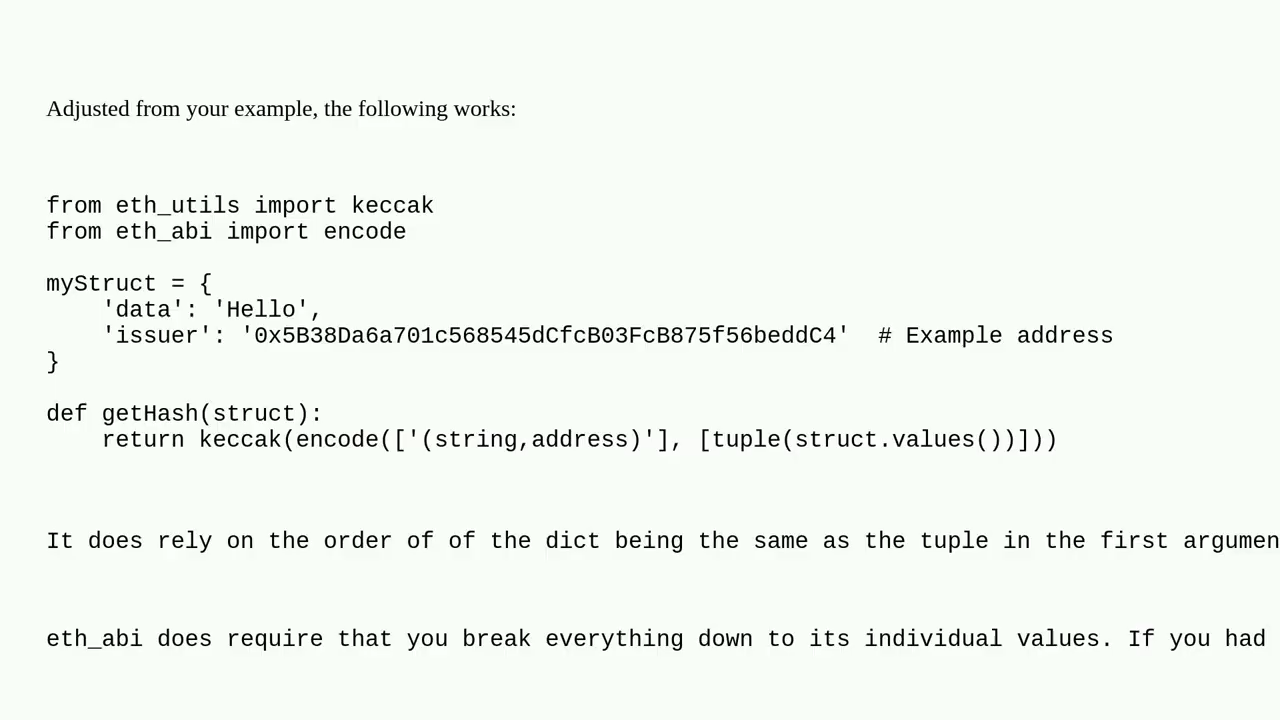 Adjusted from your example, the following works:
from eth_utils import keccak
from eth_abi import encode
myStruct = {
    'data': 'Hello',
    'issuer': '0x5B38Da6a701c568545dCfcB03FcB875f56beddC4'  # Example address
}
def getHash(struct):
    return keccak(encode(['(string,address)'], [tuple(struct.values())]))
It does rely on the order of of the dict being the same as the tuple in the first argumen
eth_abi does require that you break everything down to its individual values. If you had